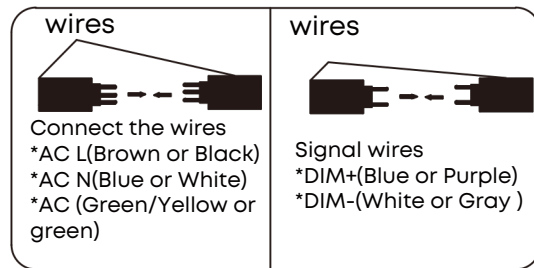 wires
Connect the wires
*AC L(Brown or Black)
*AC N(Blue or White)
*AC (Green/Yellow or
green)
wires
Signal wires
*DIM+(Blue or Purple)
*DIM-(White or Gray )